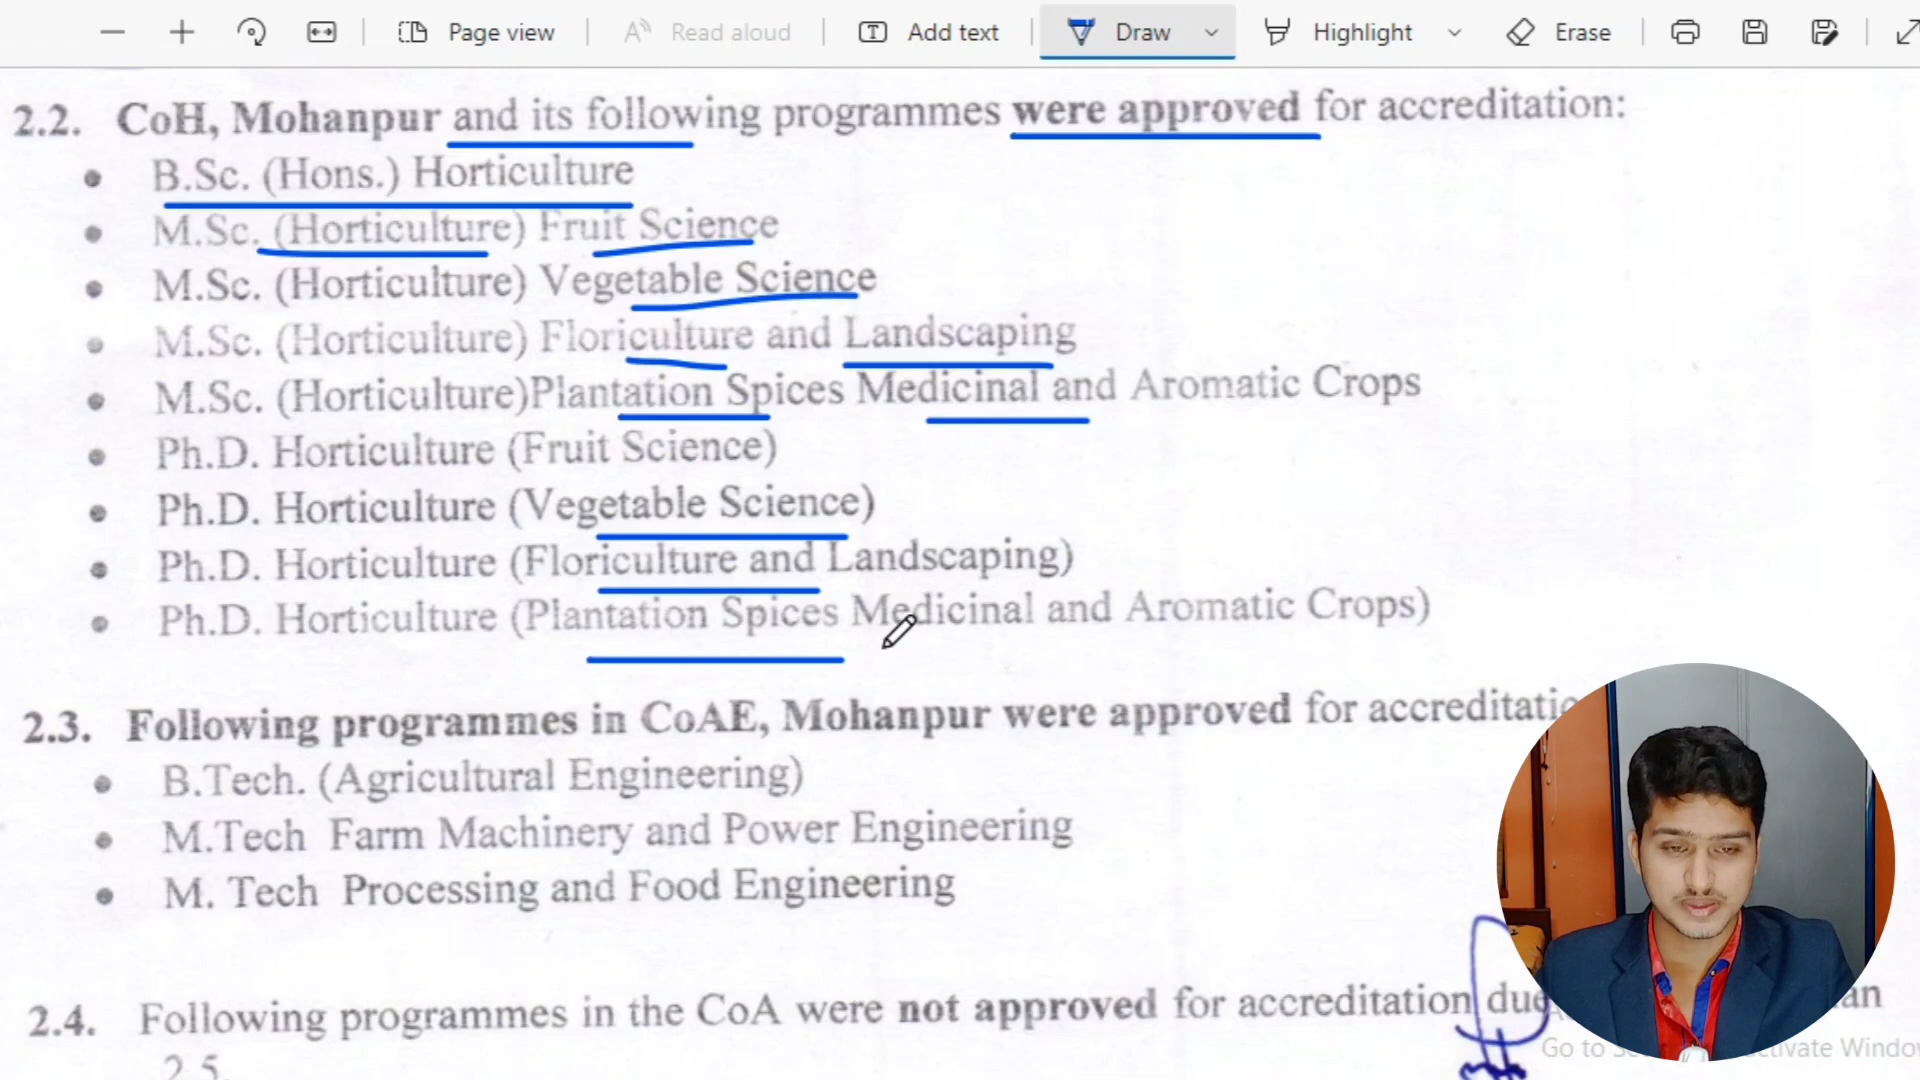 Page view
Read aloud
Add text
Draw
Highlight
Erase
2.2. CoH, Mohanpur and its following programmes were approved for accreditation:
• B.Sc. (Hons.) Horticulture
• M.Sc. (Horticulture) Fruit Science
• M.Sc. (Horticulture) Vegetable Science
• M.Sc. (Horticulture) Floriculture and Landscaping
• M.Sc. (Horticulture)Plantation Spices Medicinal and Aromatic Crops
• Ph.D. Horticulture (Fruit Science)
• Ph.D. Horticulture (Vegetable Science)
• Ph.D. Horticulture (Floriculture and Landscaping)
• Ph.D. Horticulture (Plantation Spices Medicinal and Aromatic Crops)
2.3. Following programmes in CoAE, Mohanpur were approved for
• B.Tech. (Agricultural Engineering)
• M.Tech Farm Machinery and Power Engineering
• M. Tech Processing and Food Engineering
2.4. Following programmes in the CoA were not approved for accreditation
2.5.
Go to